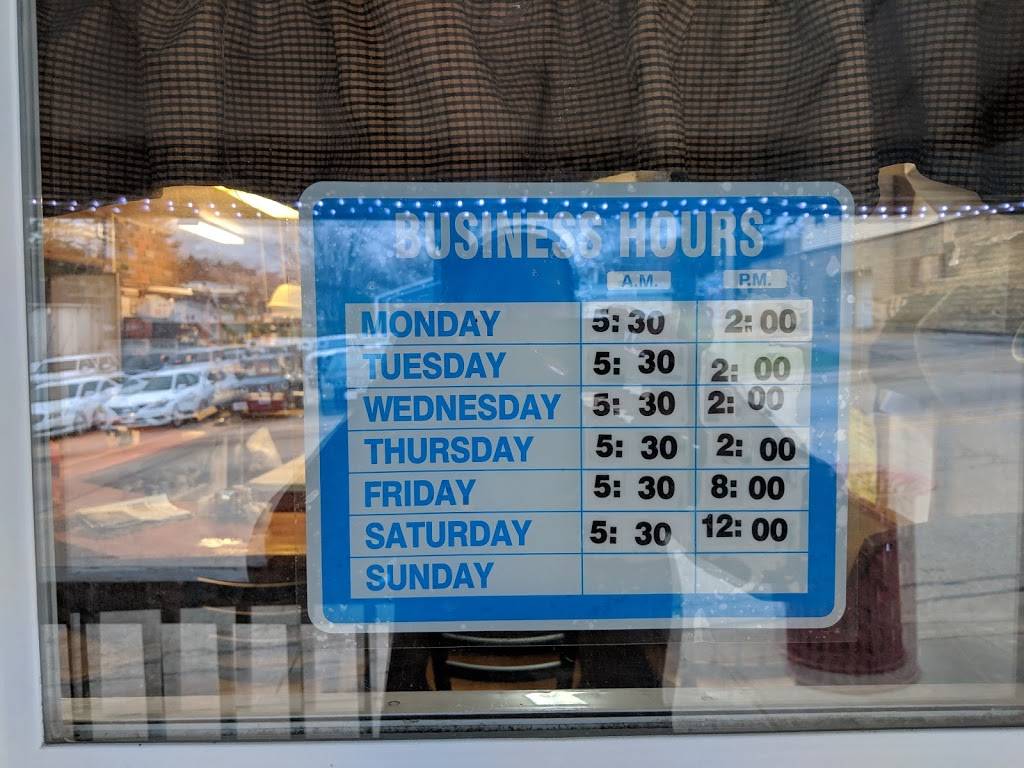 BUSINESS HOURS
A.M. P.M.
MONDAY 5:30 2:00
TUESDAY 5:30 2:00
WEDNESDAY 5:30 2:00
THURSDAY 5:30 2:00
FRIDAY 5:30 8:00
SATURDAY 5:30 12:00
SUNDAY